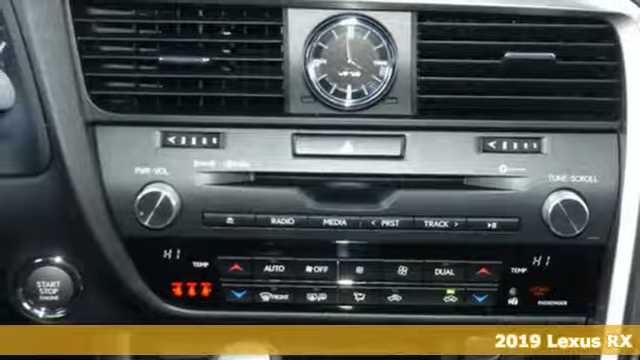 PWR·VOL
TUNE·SCROLL
RADIO MEDIA < PRST TRACK >
HI TEMP AUTO OFF DUAL TEMP HI
FRONT
PASSENGER
START
STOP
ENGINE
2019 Lexus RX